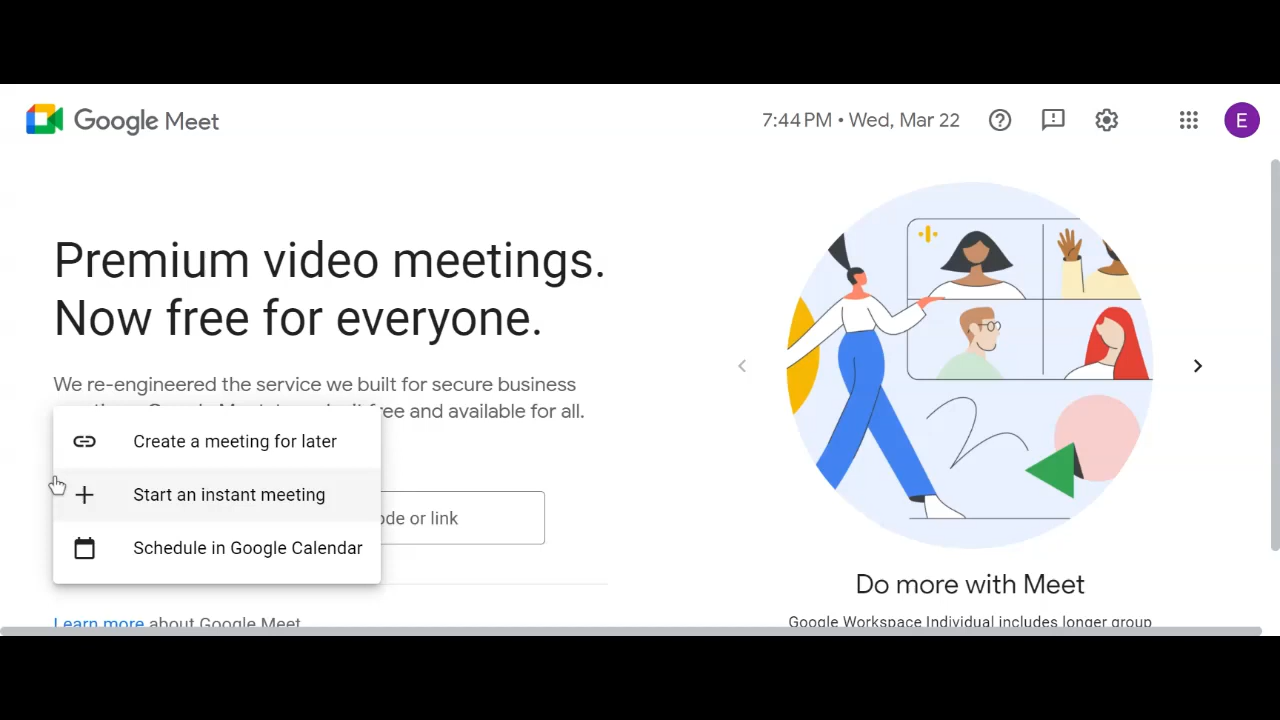 Google Meet
7:44 PM • Wed, Mar 22
E
Premium video meetings.
Now free for everyone.
We re-engineered the service we built for secure business
free and available for all.
Create a meeting for later
Start an instant meeting
or link
Schedule in Google Calendar
Do more with Meet
Learn more about Google Meet
Google Workspace Individual includes longer group